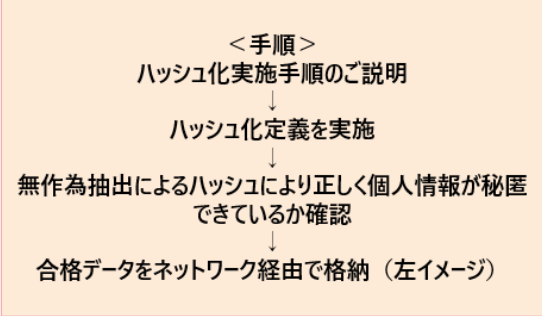 ＜手順＞
ハッシュ化実施手順のご説明
↓
ハッシュ化定義を実施
↓
無作為抽出によるハッシュにより正しく個人情報が秘匿
できているか確認
↓
合格データをネットワーク経由で格納（左イメージ）